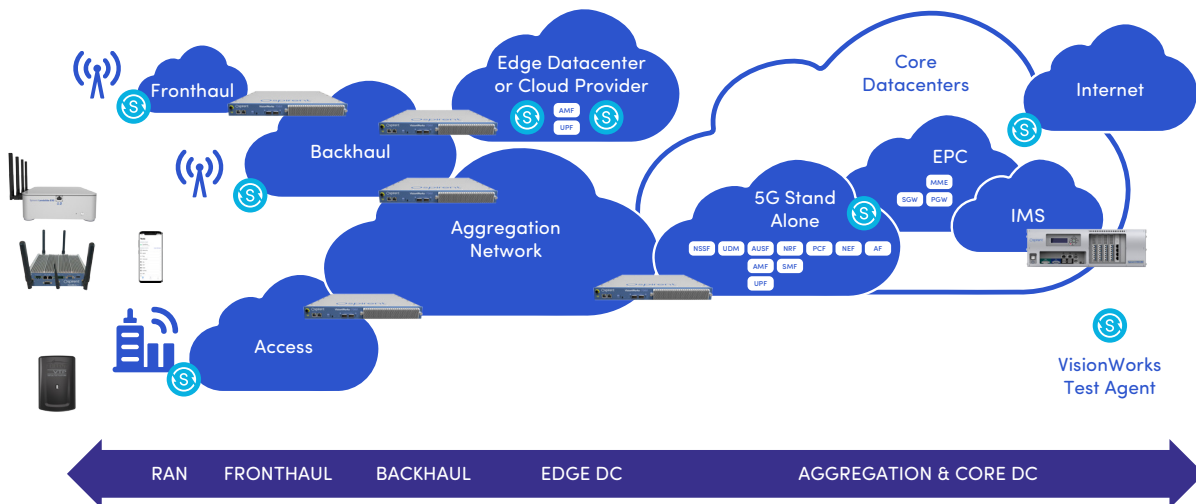 Edge Datacenter
or Cloud Provider
AMF
UPF
Core
Datacenters
Internet
Fronthaul
Backhaul
EPC
MME
SGW
PGW
IMS
5G Stand
Alone
NSSF
UDM
AUSF
NRF
PCF
NEF
AF
AMF
SMF
UPF
Aggregation
Network
Access
S
VisionWorks
Test Agent
RAN
FRONTHAUL
BACKHAUL
EDGE DC
AGGREGATION & CORE DC